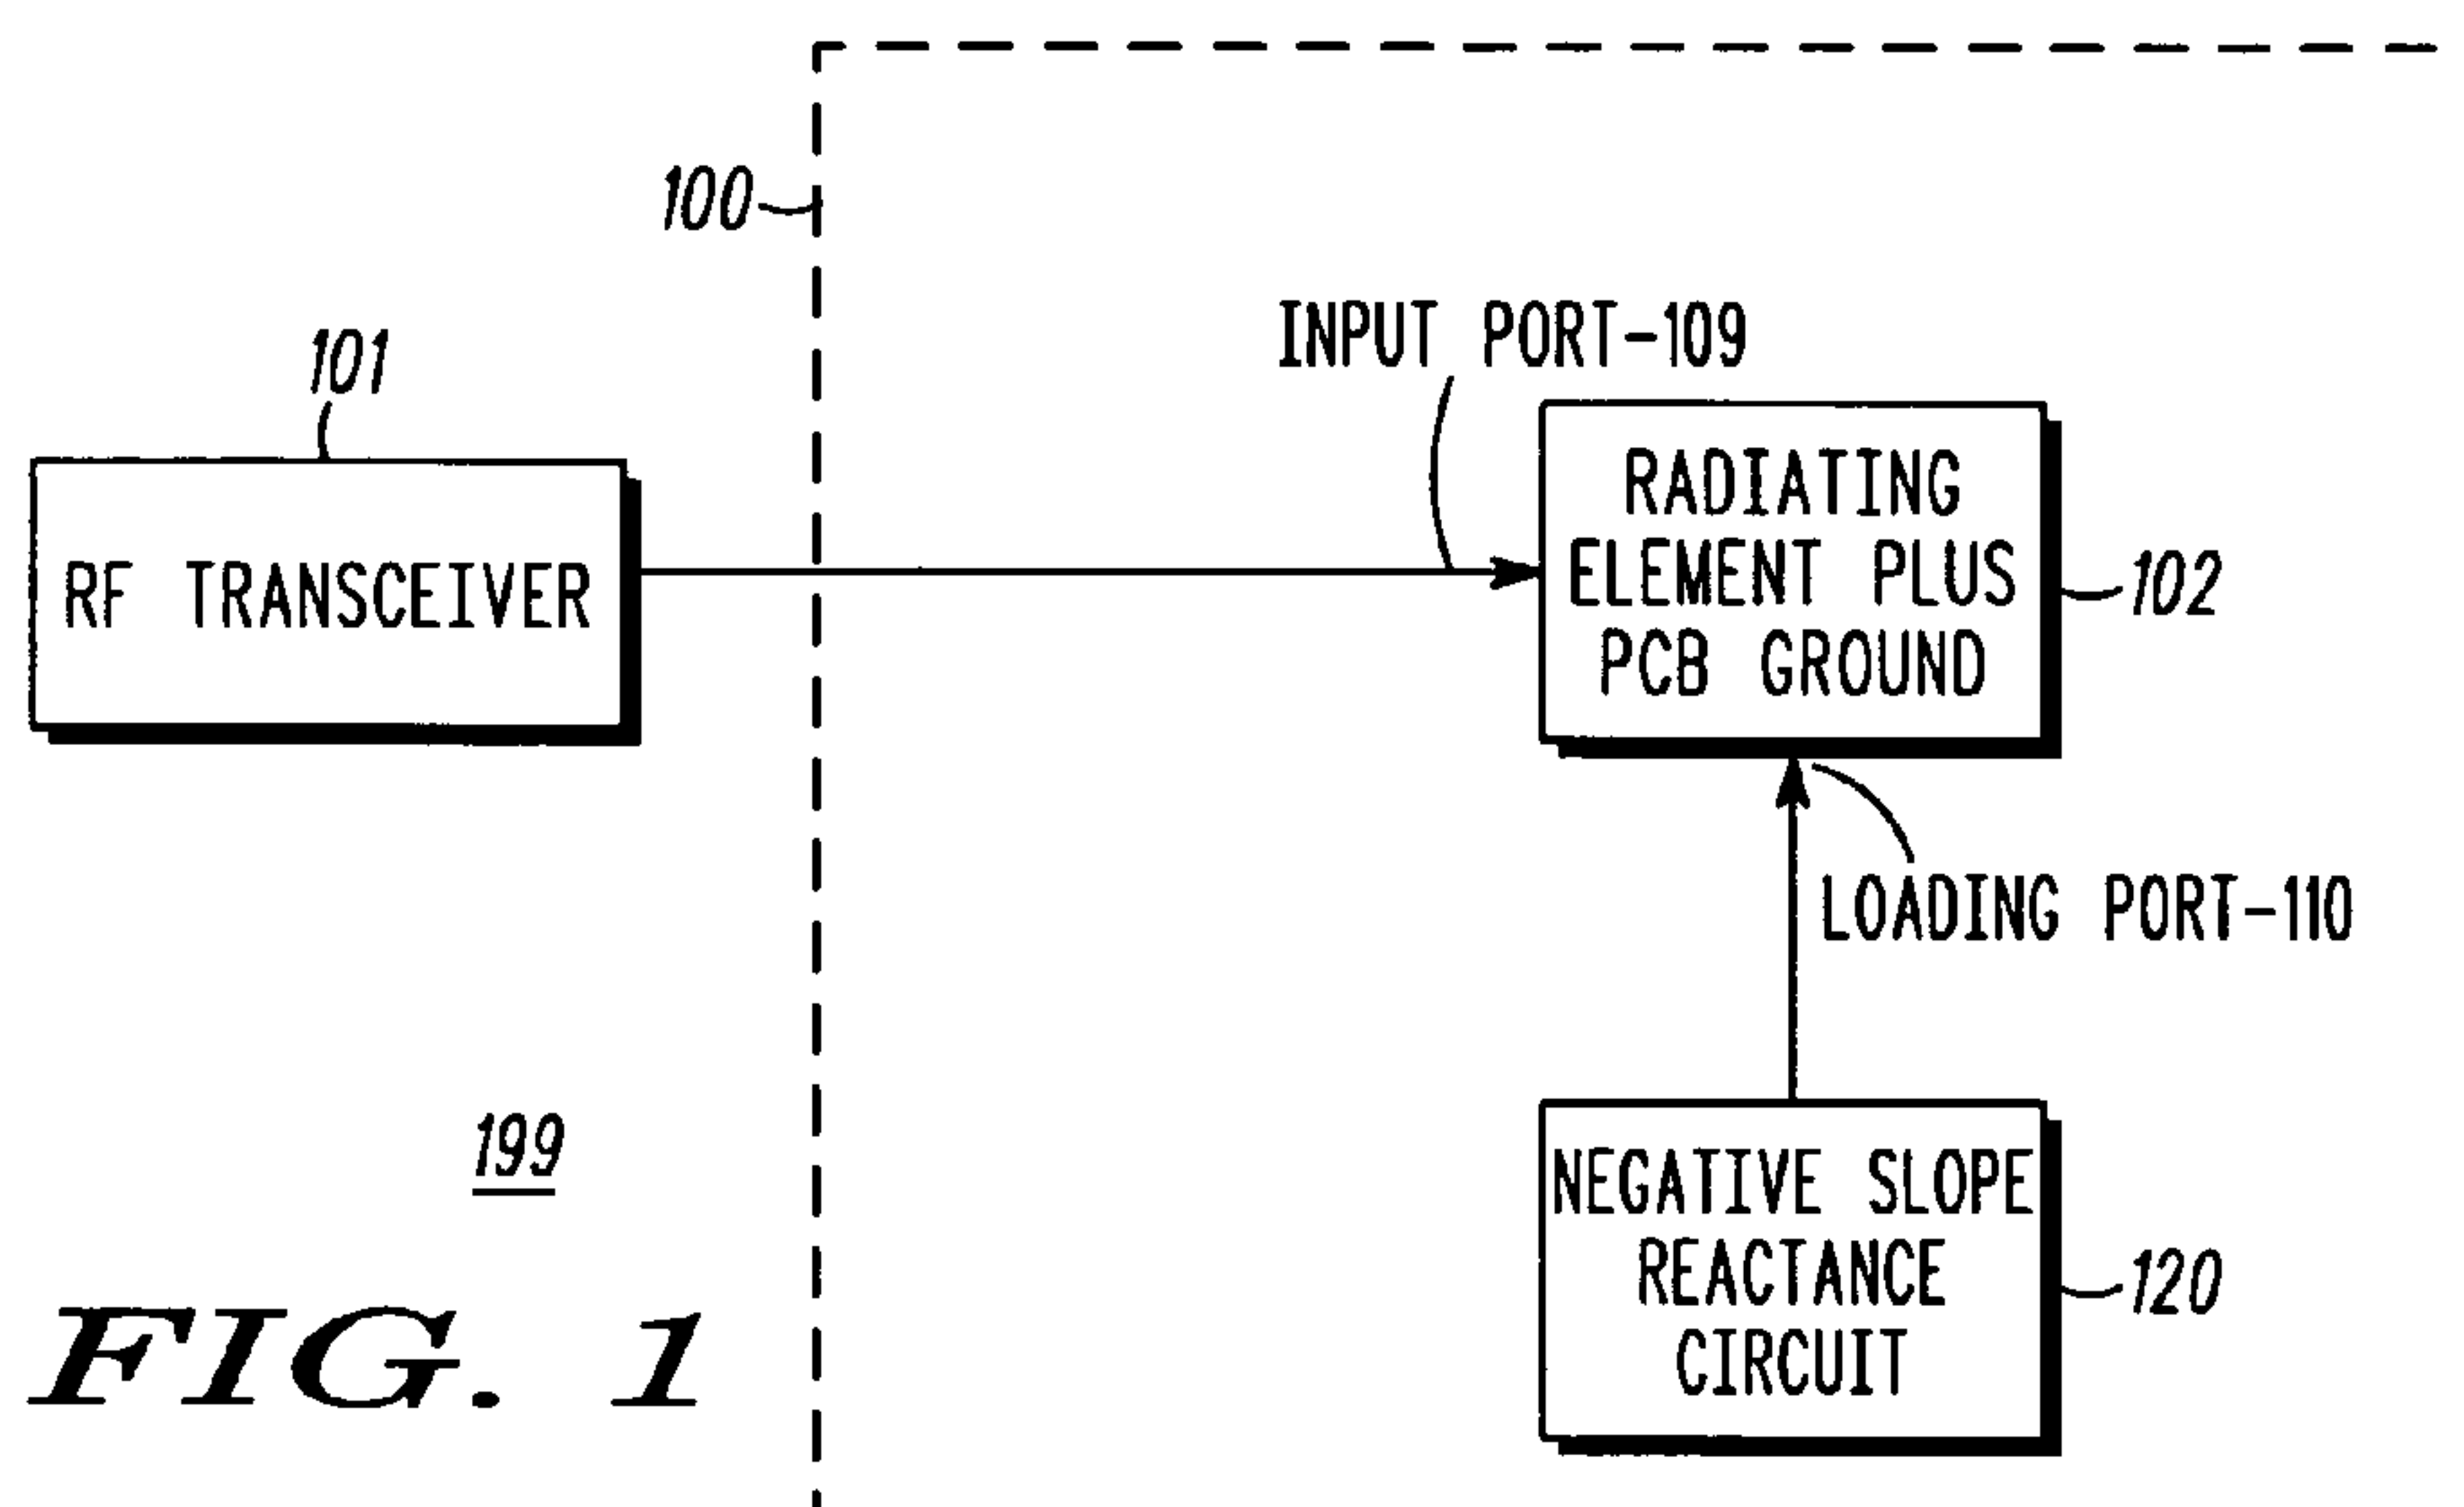 100
INPUT PORT-109
101
RF TRANSCEIVER
RADIATING
ELEMENT PLUS
PCB GROUND
102
LOADING PORT-110
199
NEGATIVE SLOPE
REACTANCE
CIRCUIT
120
FIG. 1